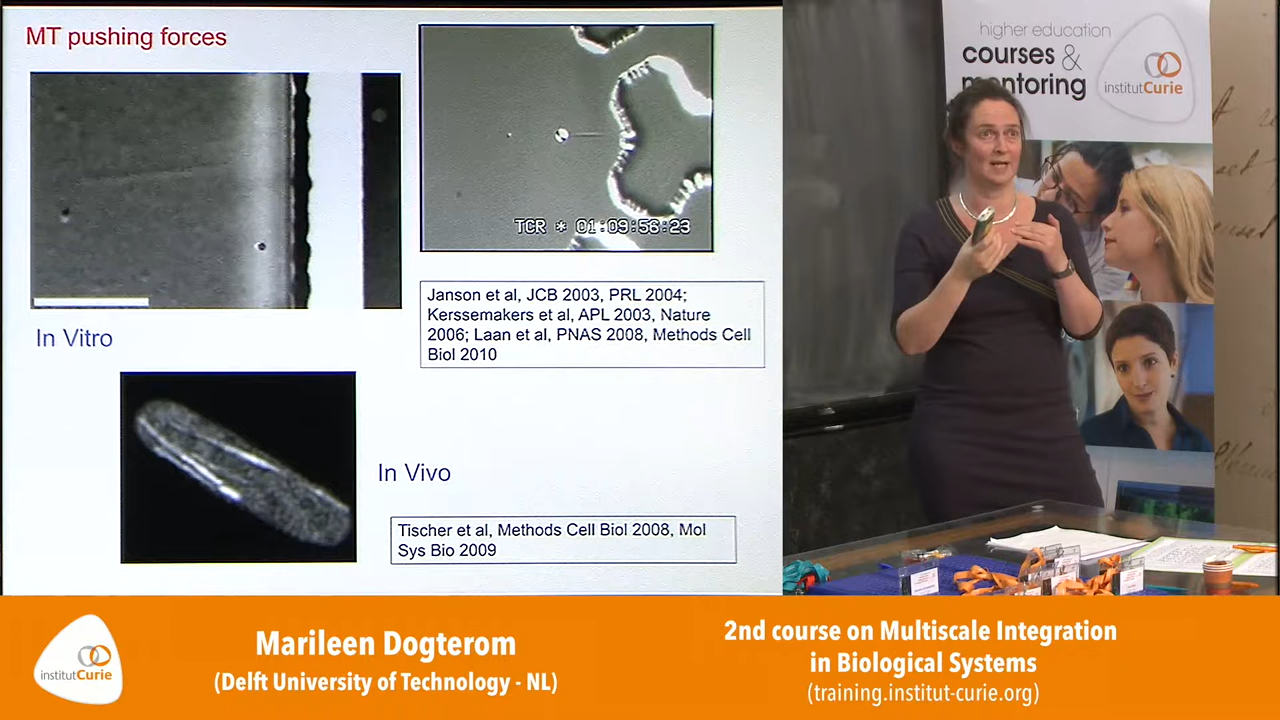 MT pushing forces
TCR * 01:09:56:23
In Vitro
Janson et al, JCB 2003, PRL 2004;
Kerssemakers et al, APL 2003, Nature
2006; Laan et al, PNAS 2008, Methods Cell
Biol 2010
In Vivo
Tischer et al, Methods Cell Biol 2008, Mol
Sys Bio 2009
higher education
courses &
mentoring
institutCurie
institutCurie
Marileen Dogterom
(Delft University of Technology - NL)
2nd course on Multiscale Integration
in Biological Systems
(training.institut-curie.org)